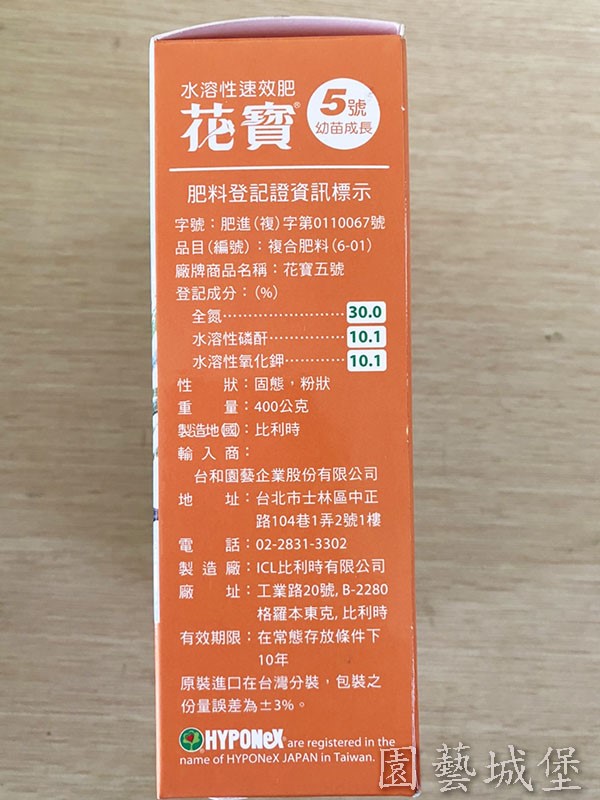 水溶性速效肥
花寶®
5號
幼苗成長
肥料登記證資訊標示
字號：肥進(複)字第0110067號
品目(編號)：複合肥料(6-01)
廠牌商品名稱：花寶五號
登記成分：(%)
全氮……………………30.0
水溶性磷酐……………10.1
水溶性氧化鉀…………10.1
性狀：固態，粉狀
重量：400公克
製造地(國)：比利時
輸入商：
台和園藝企業股份有限公司
地址：台北市士林區中正
路104巷1弄2號1樓
電話：02-2831-3302
製造廠：ICL比利時有限公司
廠址：工業路20號, B-2280
格羅本東克, 比利時
有效期限：在常態存放條件下
10年
原裝進口在台灣分裝，包裝之
份量誤差為±3%。
HYPONeX® are registered in the
name of HYPONeX JAPAN in Taiwan.
園藝城堡